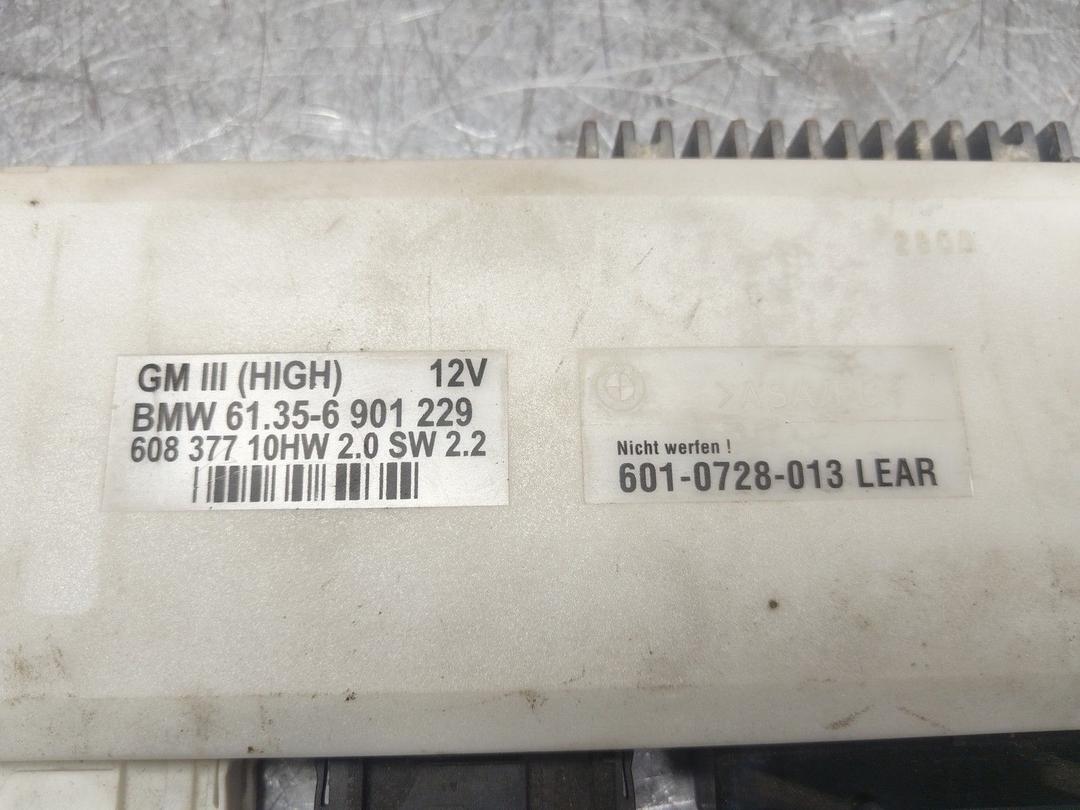 GM III (HIGH) 12V
BMW 61.35-6 901 229
608 377 10HW 2.0 SW 2.2
Nicht werfen !
601-0728-013 LEAR